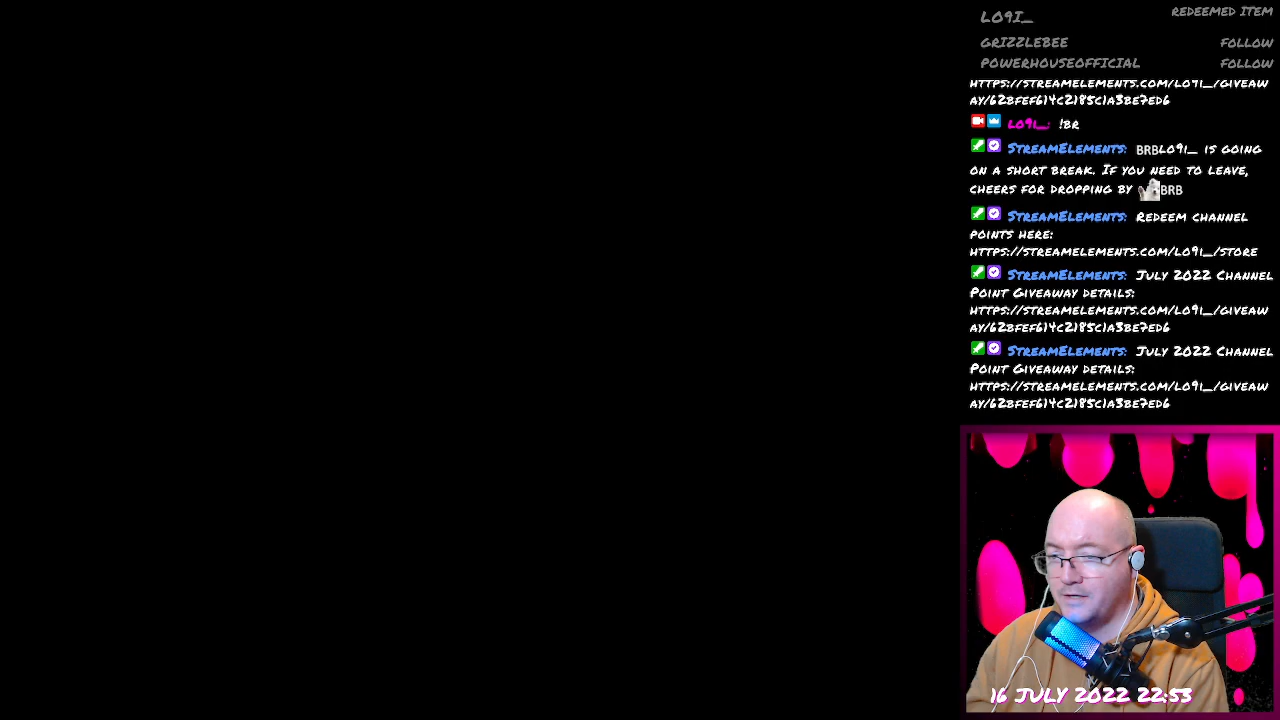 LO9I_ REDEEMED ITEM
GRIZZLEBEE FOLLOW
POWERHOUSEOFFICIAL FOLLOW
HTTPS://STREAMELEMENTS.COM/LO9I_/GIVEAW
AY/62BFEF614C2185C1A3BE7ED6
LO9I_: !BR
STREAMELEMENTS: BRB LO9I_ IS GOING
ON A SHORT BREAK. IF YOU NEED TO LEAVE,
CHEERS FOR DROPPING BY BRB
STREAMELEMENTS: REDEEM CHANNEL
POINTS HERE:
HTTPS://STREAMELEMENTS.COM/LO9I_/STORE
STREAMELEMENTS: JULY 2022 CHANNEL
POINT GIVEAWAY DETAILS:
HTTPS://STREAMELEMENTS.COM/LO9I_/GIVEAW
AY/62BFEF614C2185C1A3BE7ED6
STREAMELEMENTS: JULY 2022 CHANNEL
POINT GIVEAWAY DETAILS:
HTTPS://STREAMELEMENTS.COM/LO9I_/GIVEAW
AY/62BFEF614C2185C1A3BE7ED6
16 JULY 2022 22:53